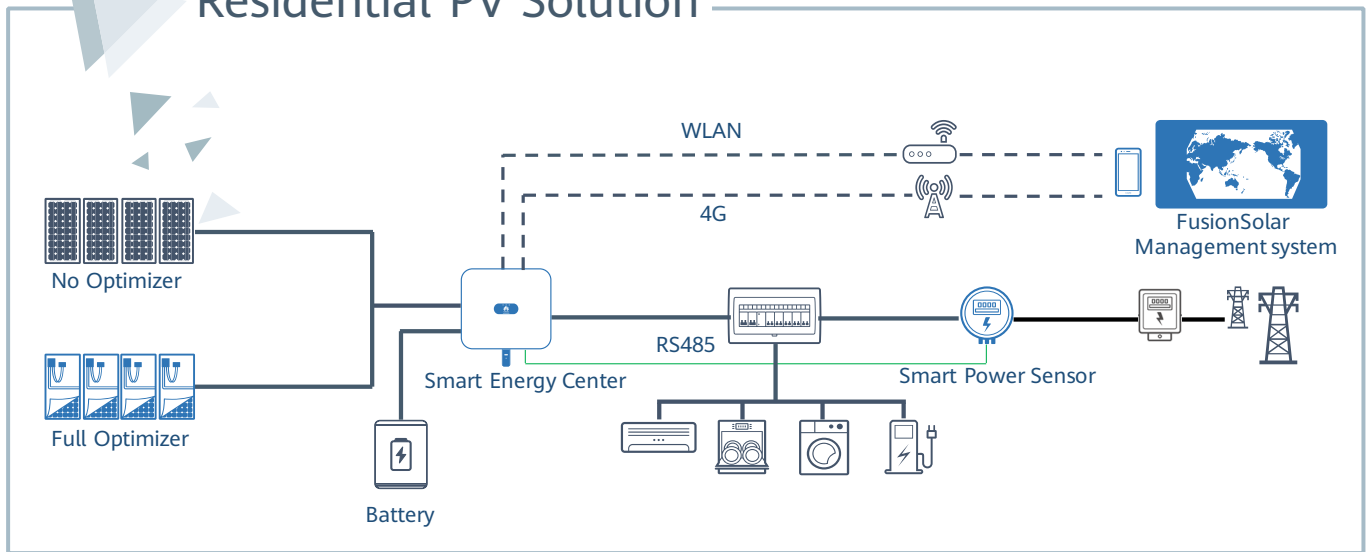 Residential PV Solution
WLAN
4G
FusionSolar
Management system
No Optimizer
RS485
Smart Energy Center
Smart Power Sensor
Full Optimizer
Battery